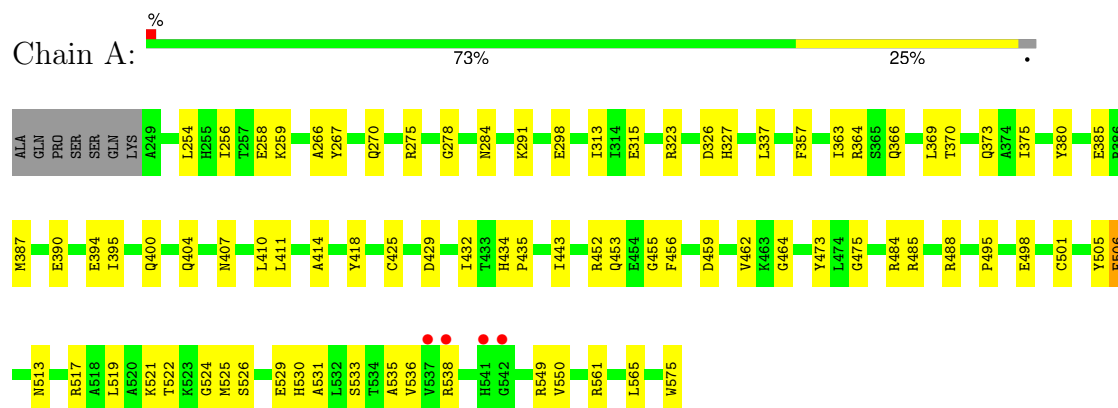 %
Chain A:
73% 25% •
ALA GLN PRO SER SER GLN LYS A249 L254 H255 I256 T257 E258 K259 A266 Y267 Q270 R275 G278 N284 K291 E298 I313 I314 E315 R323 D326 H327 L337 F357 I363 R364 S365 Q366 L369 T370 Q373 A374 I375 Y380 E385
M387 E390 E394 I395 Q400 Q404 N407 L410 L411 A414 Y418 C425 D429 I432 T433 H434 P435 I443 R452 Q453 E454 G455 F456 D459 V462 K463 G464 Y473 L474 G475 R484 R485 R488 P495 E498 C501 Y505
N513 R517 A518 L519 A520 K521 T522 K523 G524 M525 S526 E529 H530 A531 L532 S533 T534 A535 V536 V537 R538 H541 G542 R549 V550 R561 L565 W575